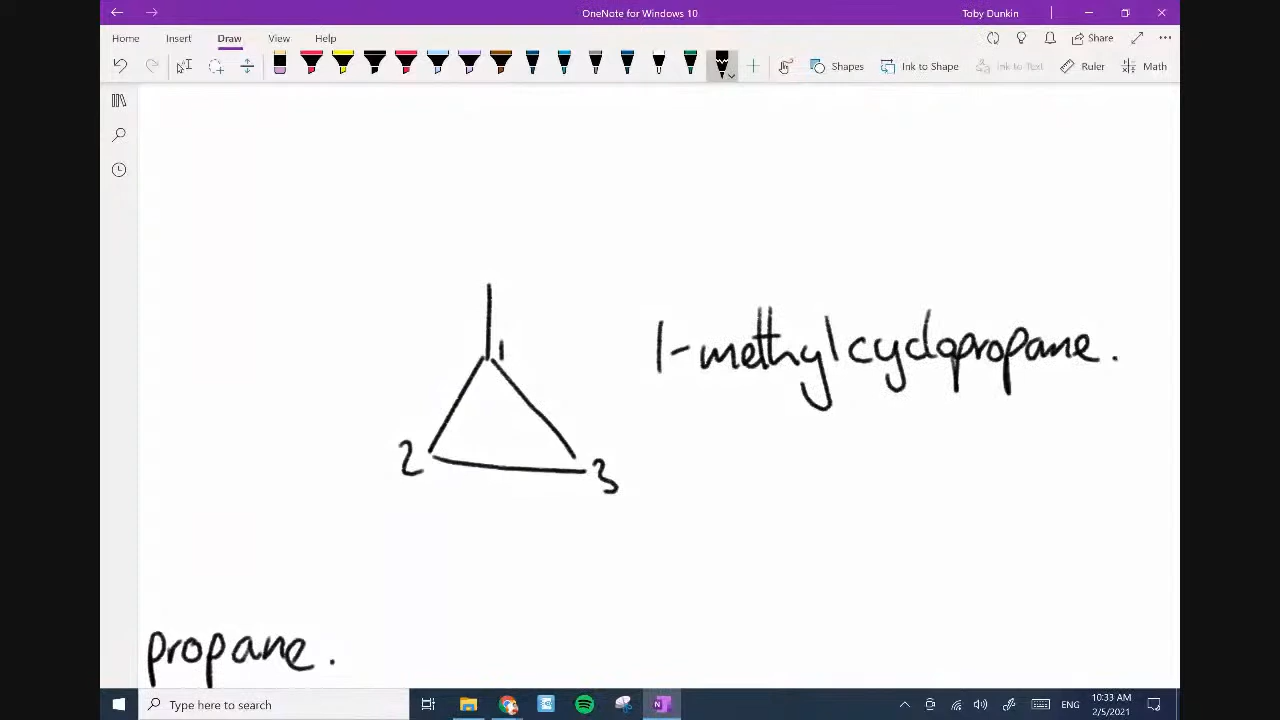 OneNote for Windows 10
Toby Dunkin
Home Insert Draw View Help
Share
Shapes Ink to Shape Ink to Text Ruler Math
1
1-methylcyclopropane.
2
3
propane.
Type here to search
ENG
10:33 AM
2/5/2021